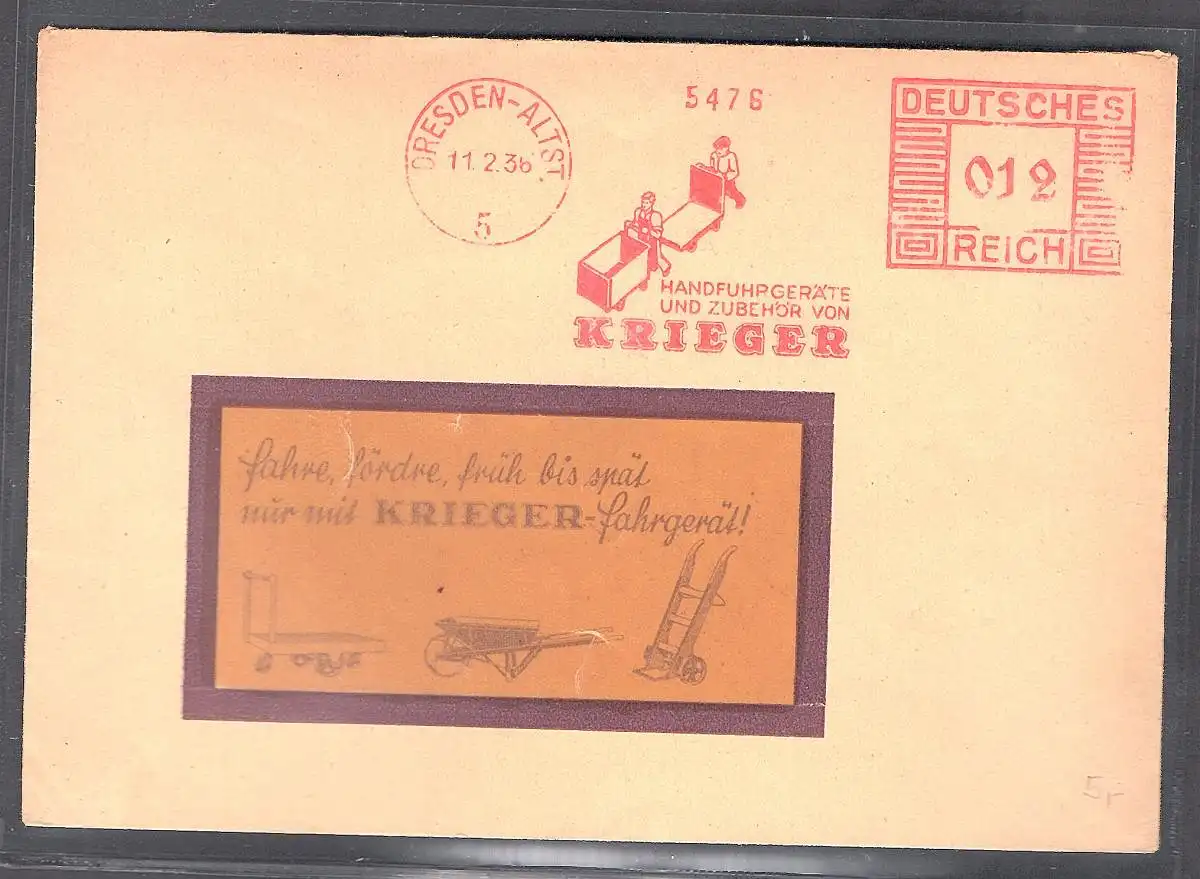 DRESDEN-ALTST.
11.2.36
5
5476
HANDFUHRGERÄTE
UND ZUBEHÖR VON
KRIEGER
DEUTSCHES
012
REICH
fahre, fördre, früh bis spät
nur mit KRIEGER-fahrgerät!
5,-